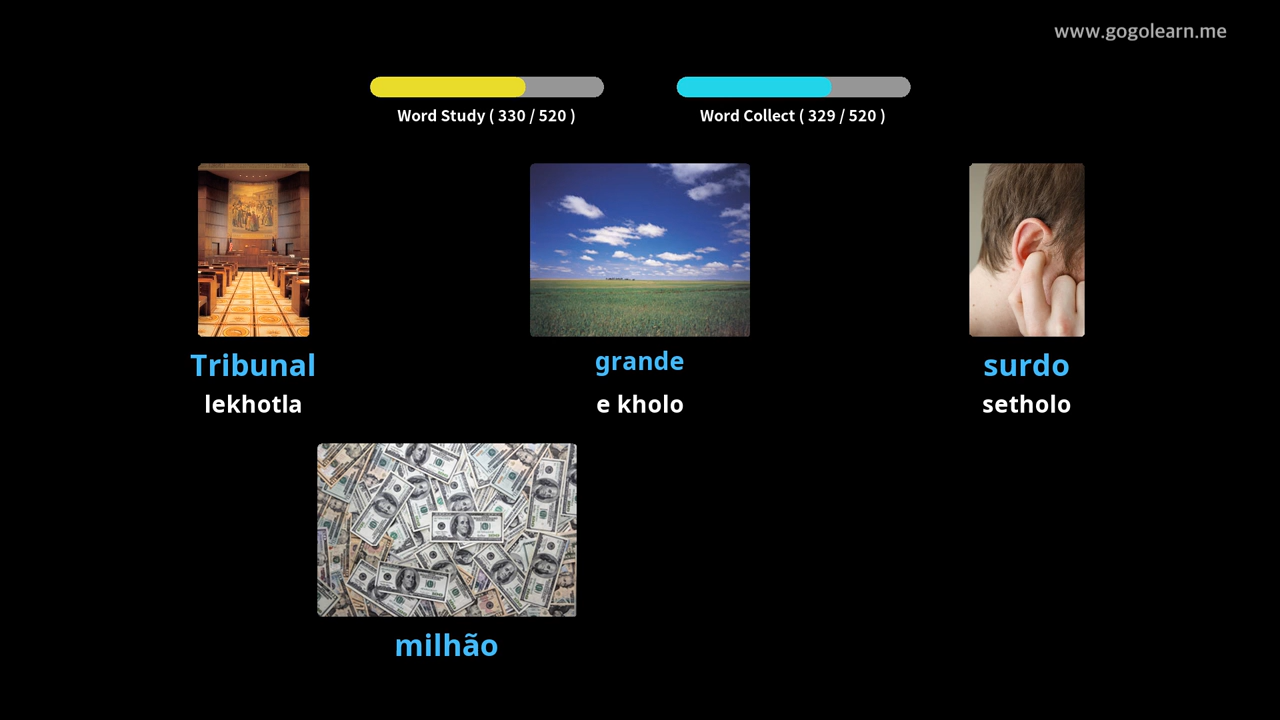 www.gogolearn.me
Word Study ( 330 / 520 )
Word Collect ( 329 / 520 )
Tribunal
lekhotla
grande
e kholo
surdo
setholo
milhão